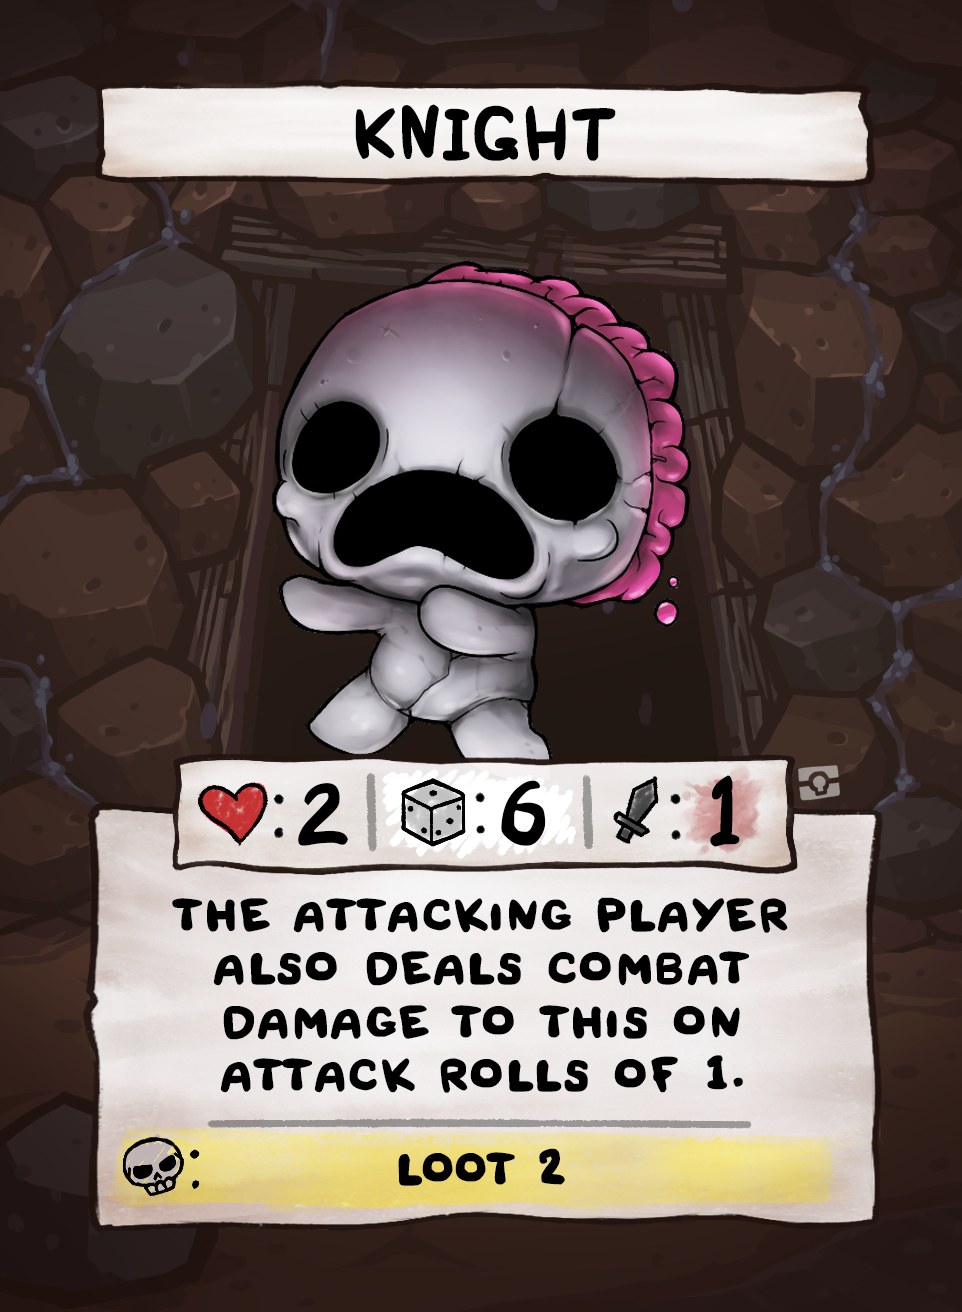 KNIGHT
:2 :6 :1
THE ATTACKING PLAYER
ALSO DEALS COMBAT
DAMAGE TO THIS ON
ATTACK ROLLS OF 1.
: LOOT 2